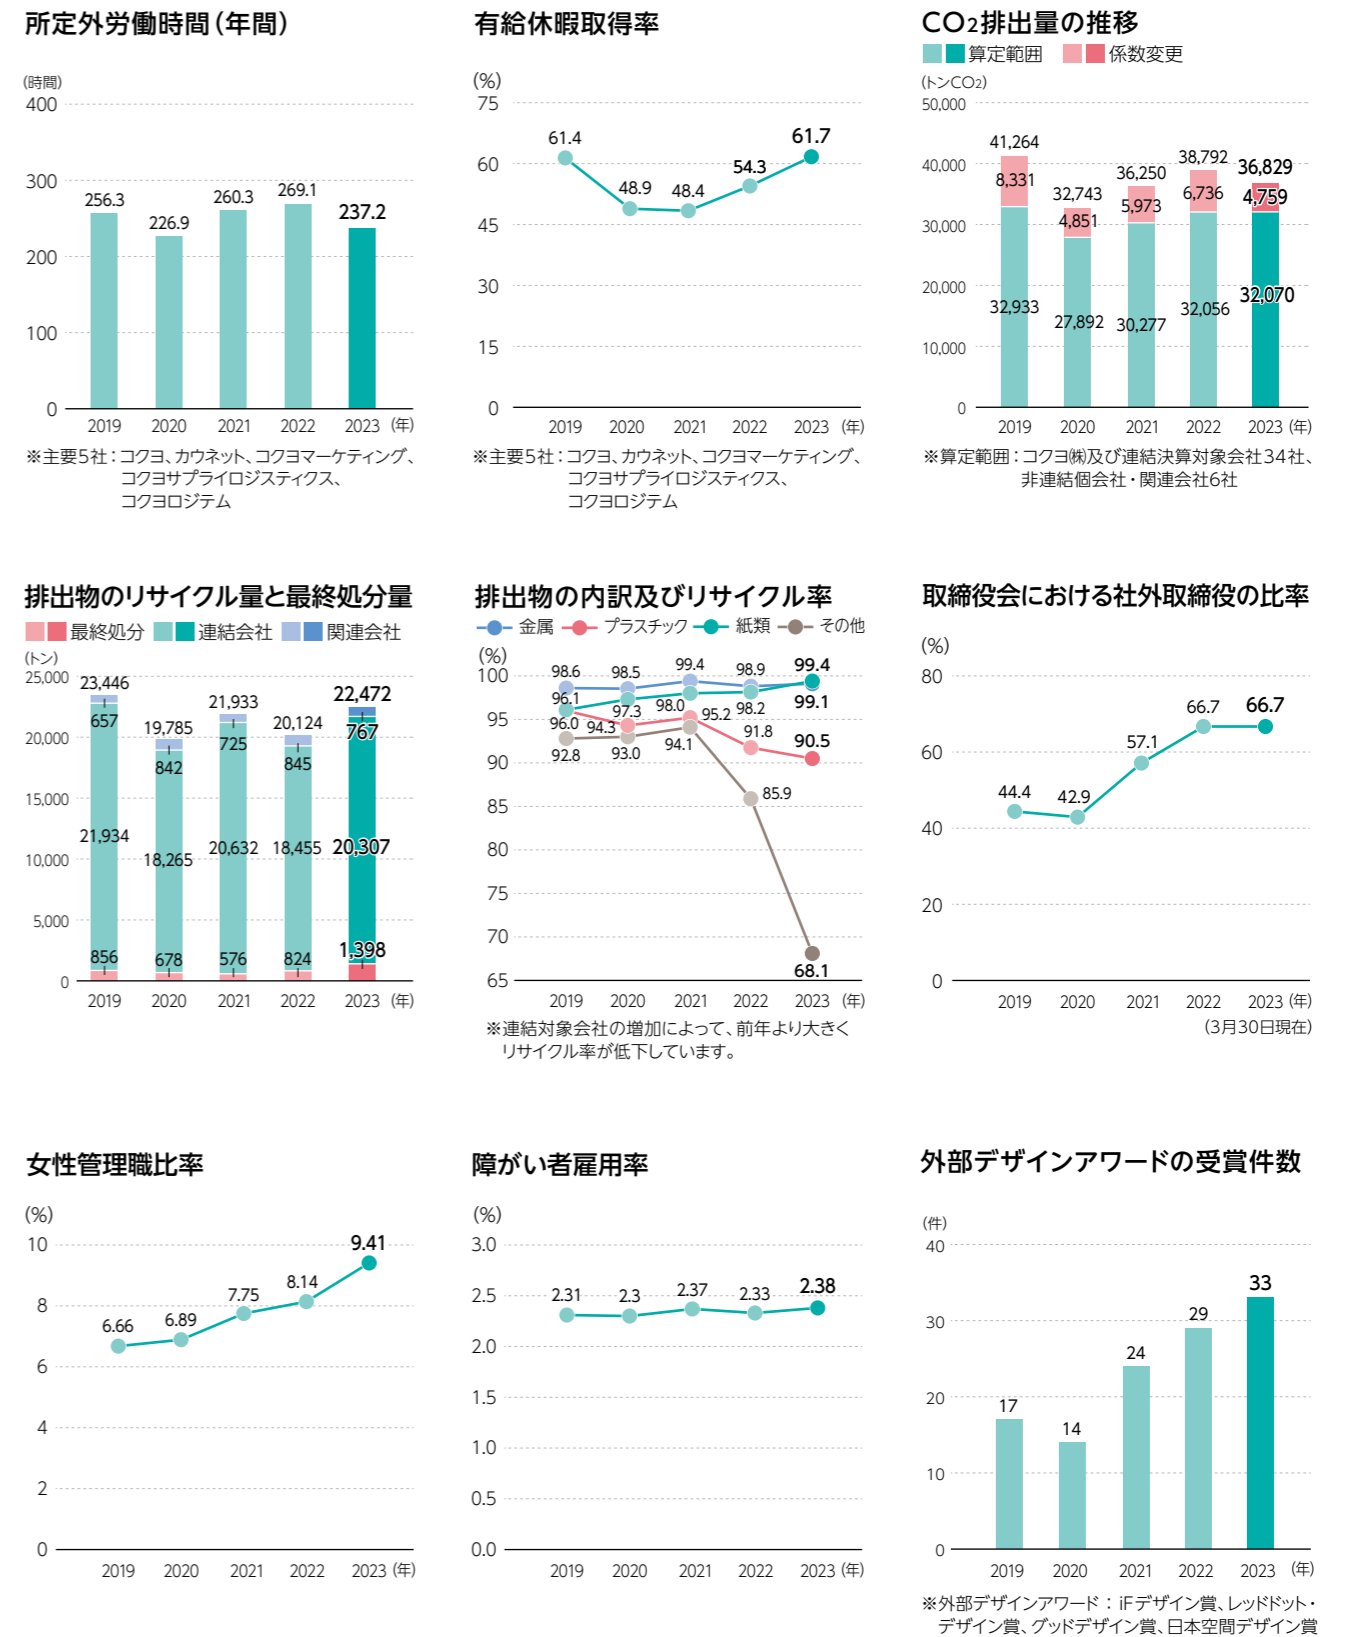 所定外労働時間(年間)
(時間)
400
300
200
100
0
256.3
226.9
260.3
269.1
237.2
2019 2020 2021 2022 2023 (年)
※主要5社:コクヨ、カウネット、コクヨマーケティング、
コクヨサプライロジスティクス、
コクヨロジテム
有給休暇取得率
(%)
75
60
45
30
15
0
61.4
48.9
48.4
54.3
61.7
2019 2020 2021 2022 2023 (年)
※主要5社:コクヨ、カウネット、コクヨマーケティング、
コクヨサプライロジスティクス、
コクヨロジテム
CO2排出量の推移
算定範囲 係数変更
(トンCO2)
50,000
40,000
30,000
20,000
10,000
0
41,264
8,331
32,933
32,743
4,851
27,892
36,250
5,973
30,277
38,792
6,736
32,056
36,829
4,759
32,070
2019 2020 2021 2022 2023 (年)
※算定範囲:コクヨ㈱及び連結決算対象会社34社、
非連結個会社・関連会社6社
排出物のリサイクル量と最終処分量
最終処分 連結会社 関連会社
(トン)
25,000
20,000
15,000
10,000
5,000
0
23,446
657
21,934
856
19,785
842
18,265
678
21,933
725
20,632
576
20,124
845
18,455
824
22,472
767
20,307
1,398
2019 2020 2021 2022 2023 (年)
排出物の内訳及びリサイクル率
金属 プラスチック 紙類 その他
(%)
100
95
90
85
80
75
70
65
98.6 98.5 99.4 98.9 99.4
96.1 97.3 98.0 98.2 99.1
96.0 94.3 95.2 91.8 90.5
92.8 93.0 94.1 85.9 68.1
2019 2020 2021 2022 2023 (年)
※連結対象会社の増加によって、前年より大きく
リサイクル率が低下しています。
取締役会における社外取締役の比率
(%)
80
60
40
20
0
44.4
42.9
57.1
66.7
66.7
2019 2020 2021 2022 2023 (年)
(3月30日現在)
女性管理職比率
(%)
10
8
6
4
2
0
6.66
6.89
7.75
8.14
9.41
2019 2020 2021 2022 2023 (年)
障がい者雇用率
(%)
3.0
2.5
2.0
1.5
1.0
0.5
0.0
2.31
2.3
2.37
2.33
2.38
2019 2020 2021 2022 2023 (年)
外部デザインアワードの受賞件数
(件)
40
30
20
10
0
17
14
24
29
33
2019 2020 2021 2022 2023 (年)
※外部デザインアワード : iFデザイン賞、レッドドット・
デザイン賞、グッドデザイン賞、日本空間デザイン賞